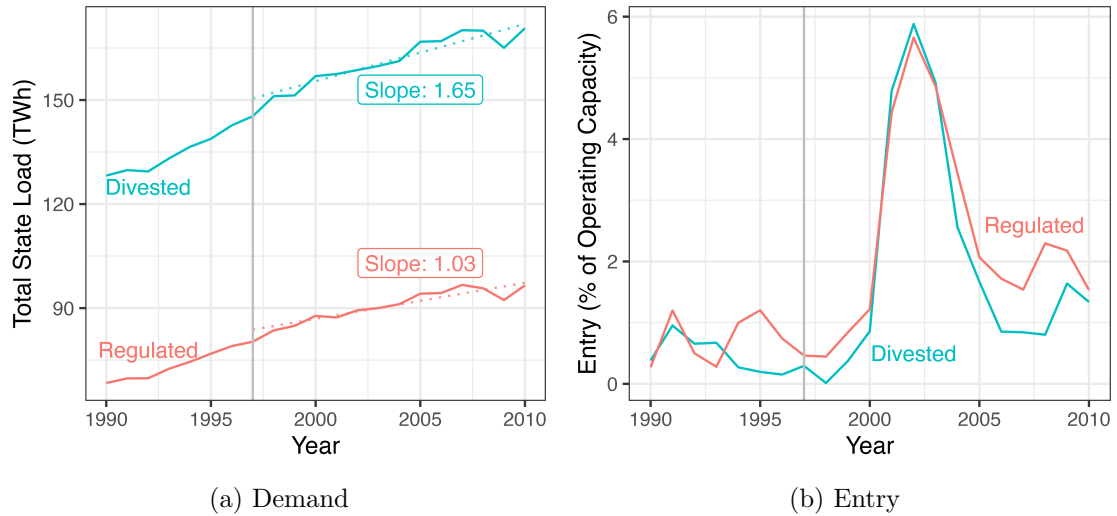 Total State Load (TWh)
150
120
90
Slope: 1.65
Divested
Slope: 1.03
Regulated
1990 1995 2000 2005 2010
Year
(a) Demand
Entry (% of Operating Capacity)
6
4
2
0
Regulated
Divested
1990 1995 2000 2005 2010
Year
(b) Entry